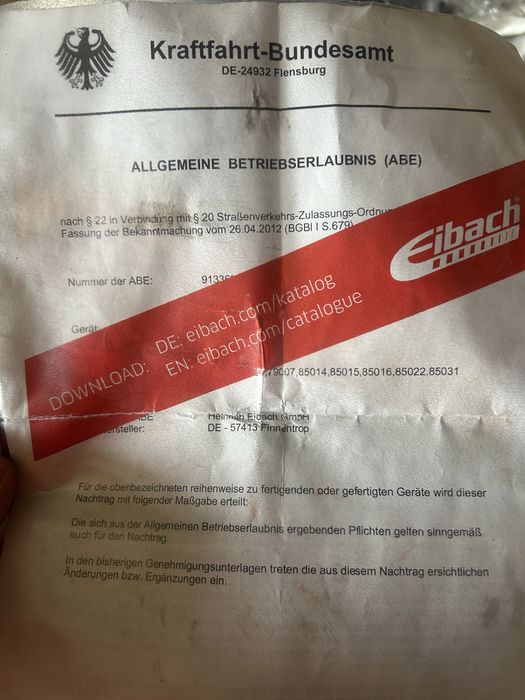 Kraftfahrt-Bundesamt
DE-24932 Flensburg
ALLGEMEINE BETRIEBSERLAUBNIS (ABE)
nach § 22 in Verbindung mit § 20 Straßenverkehrs-Zulassungs-Ordnu
Fassung der Bekanntmachung vom 26.04.2012 (BGBl I S.679)
Eibach
Nummer der ABE: 9133
Gerät
DOWNLOAD: DE: eibach.com/katalog
EN: eibach.com/catalogue
79007,85014,85015,85016,85022,85031
Heinrich Eibach GmbH
steller: DE - 57413 Finnentrop
Für die obenbezeichneten reihenweise zu fertigenden oder gefertigten Geräte wird dieser
Nachtrag mit folgender Maßgabe erteilt:
Die sich aus der Allgemeinen Betriebserlaubnis ergebenden Pflichten gelten sinngemäß
auch für den Nachtrag.
In den bisherigen Genehmigungsunterlagen treten die aus diesem Nachtrag ersichtlichen
Änderungen bzw. Ergänzungen ein.